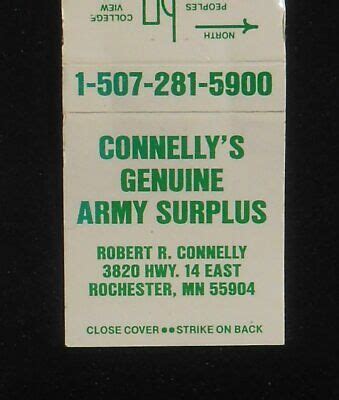 COLLEGE
VIEW
NORTH
PEOPLES
1-507-281-5900
CONNELLY'S
GENUINE
ARMY SURPLUS
ROBERT R. CONNELLY
3820 HWY. 14 EAST
ROCHESTER, MN 55904
CLOSE COVER ●● STRIKE ON BACK